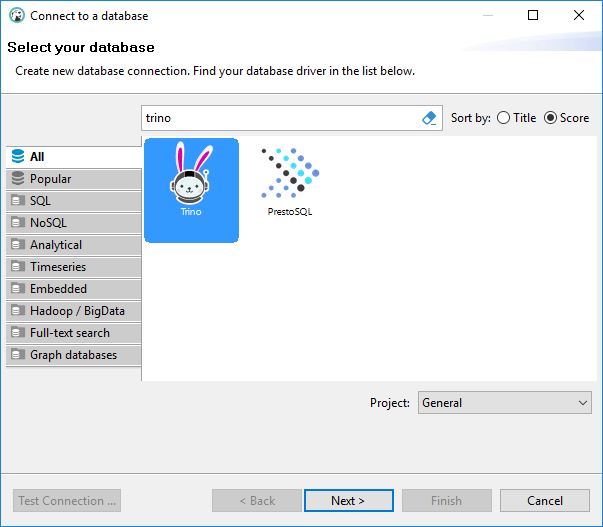 Connect to a database
Select your database
Create new database connection. Find your database driver in the list below.
trino
Sort by: Title Score
All
Popular
SQL
NoSQL
Analytical
Timeseries
Embedded
Hadoop / BigData
Full-text search
Graph databases
Trino
PrestoSQL
Project: General
Test Connection ...
< Back
Next >
Finish
Cancel